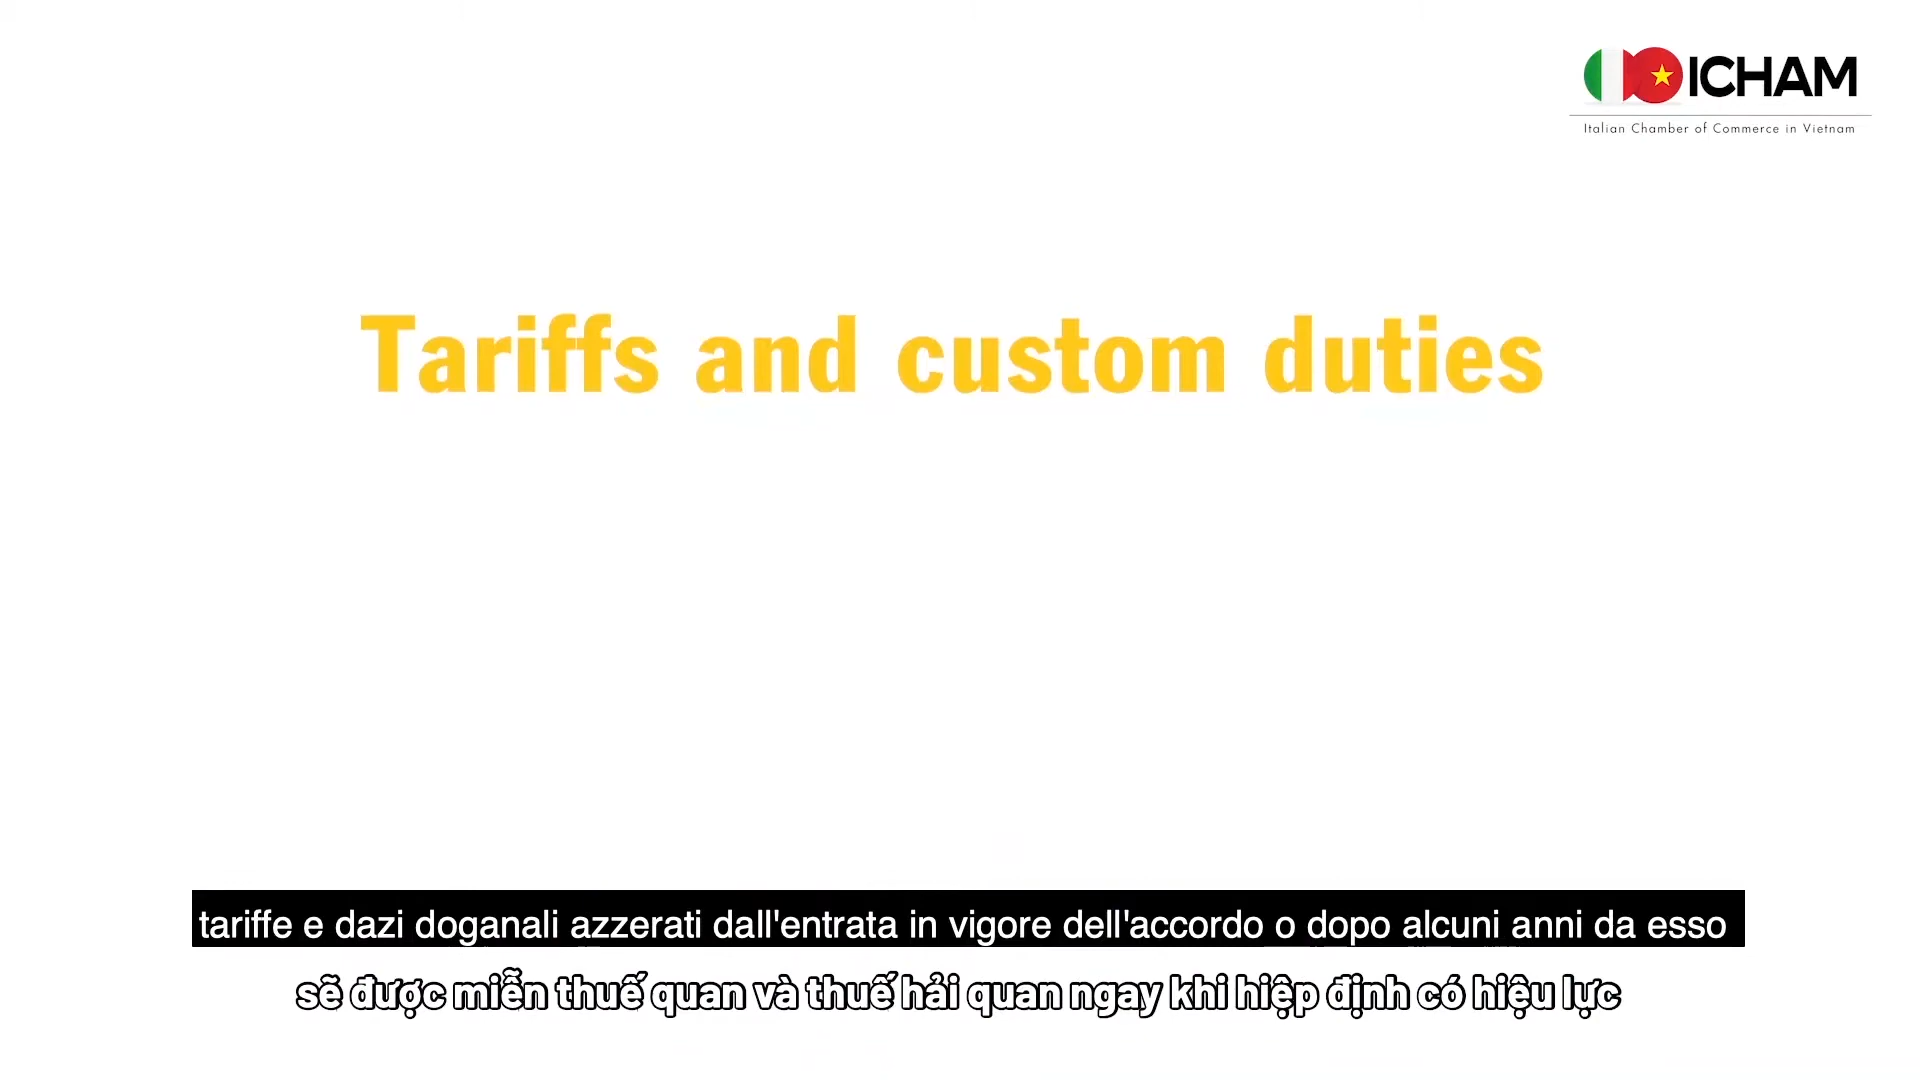 ICHAM
Italian Chamber of Commerce in Vietnam
Tariffs and custom duties
tariffe e dazi doganali azzerati dall'entrata in vigore dell'accordo o dopo alcuni anni da esso
sẽ được miễn thuế quan và thuế hải quan ngay khi hiệp định có hiệu lực